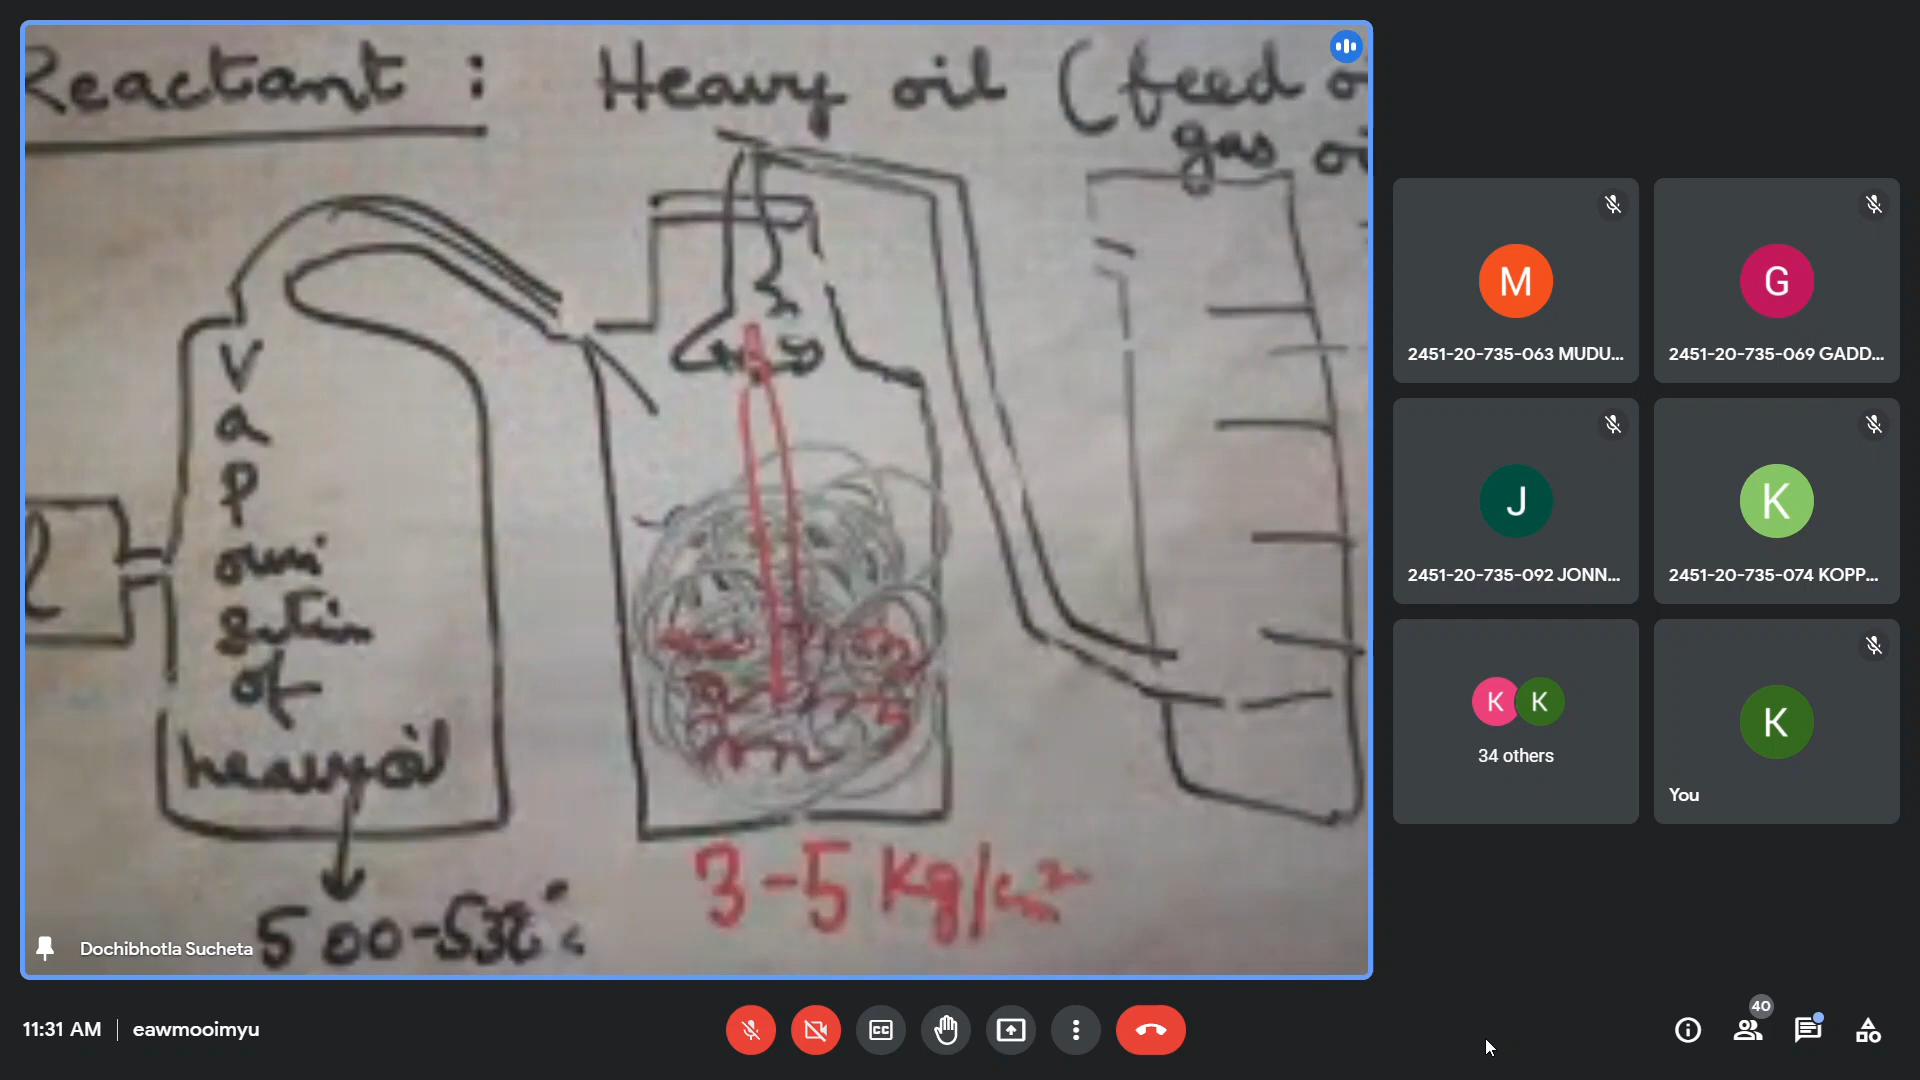 Reactant : Heavy oil (feed o
gas oi
V
a
P
ouri
sation
of
heavy oil
500-530°c
3-5 Kg/cm²
Dochibhotla Sucheta
M
2451-20-735-063 MUDU...
G
2451-20-735-069 GADD...
J
2451-20-735-092 JONN...
K
2451-20-735-074 KOPP...
K K
34 others
K
You
11:31 AM | eawmooimyu
CC
40